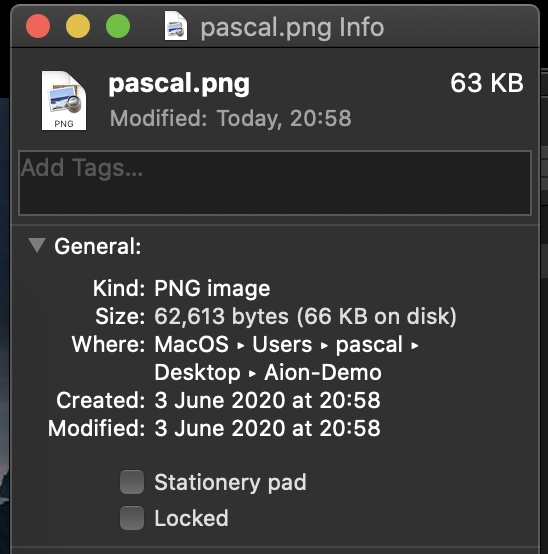 pascal.png Info
pascal.png 63 KB
Modified: Today, 20:58
PNG
Add Tags...
General:
Kind: PNG image
Size: 62,613 bytes (66 KB on disk)
Where: MacOS ▸ Users ▸ pascal ▸
Desktop ▸ Aion-Demo
Created: 3 June 2020 at 20:58
Modified: 3 June 2020 at 20:58
Stationery pad
Locked